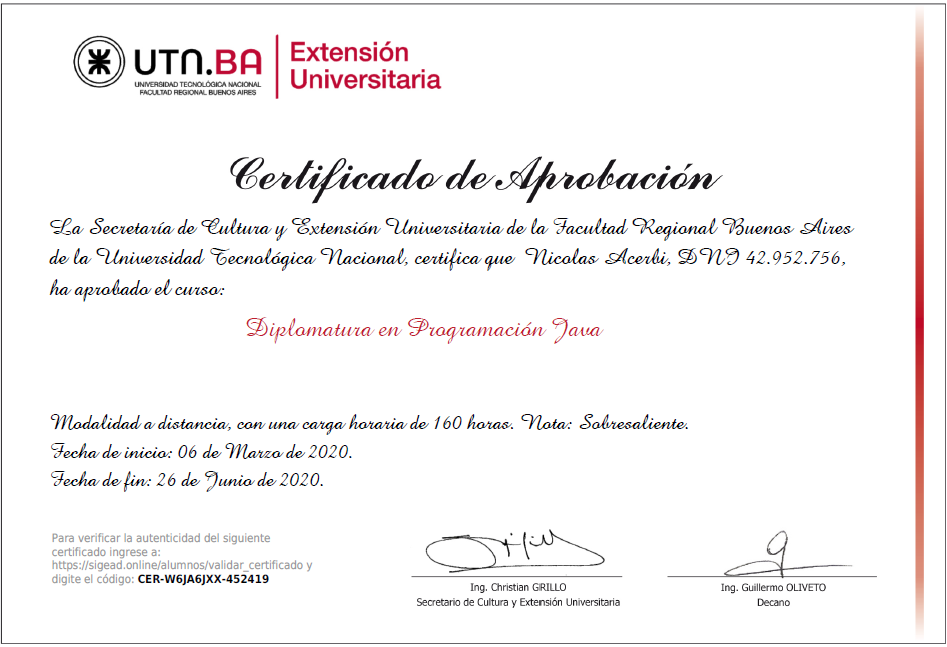 UTN.BA
UNIVERSIDAD TECNOLÓGICA NACIONAL
FACULTAD REGIONAL BUENOS AIRES
Extensión
Universitaria
Certificado de Aprobación
La Secretaría de Cultura y Extensión Universitaria de la Facultad Regional Buenos Aires
de la Universidad Tecnológica Nacional, certifica que Nicolas Acerbi, DNI 42.952.756,
ha aprobado el curso:
Diplomatura en Programación Java
Modalidad a distancia, con una carga horaria de 160 horas. Nota: Sobresaliente.
Fecha de inicio: 06 de Marzo de 2020.
Fecha de fin: 26 de Junio de 2020.
Para verificar la autenticidad del siguiente
certificado ingrese a:
https://sigead.online/alumnos/validar_certificado y
digite el código: CER-W6JA6JXX-452419
Ing. Christian GRILLO
Secretario de Cultura y Extensión Universitaria
Ing. Guillermo OLIVETO
Decano